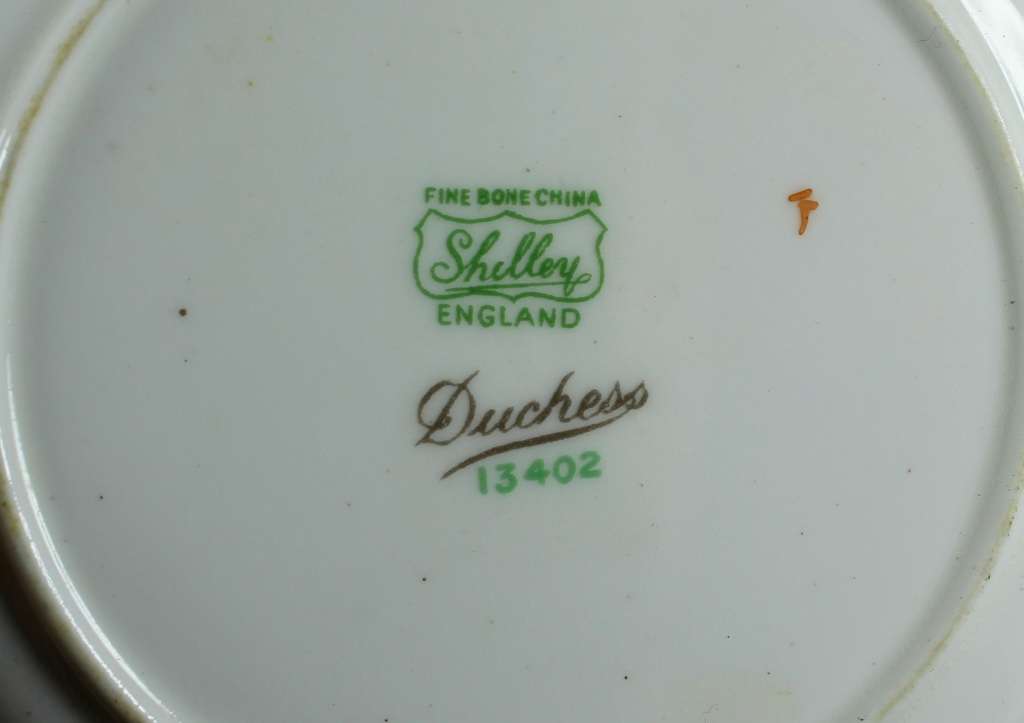 FINE BONE CHINA
Shelley
ENGLAND
Duchess
13402